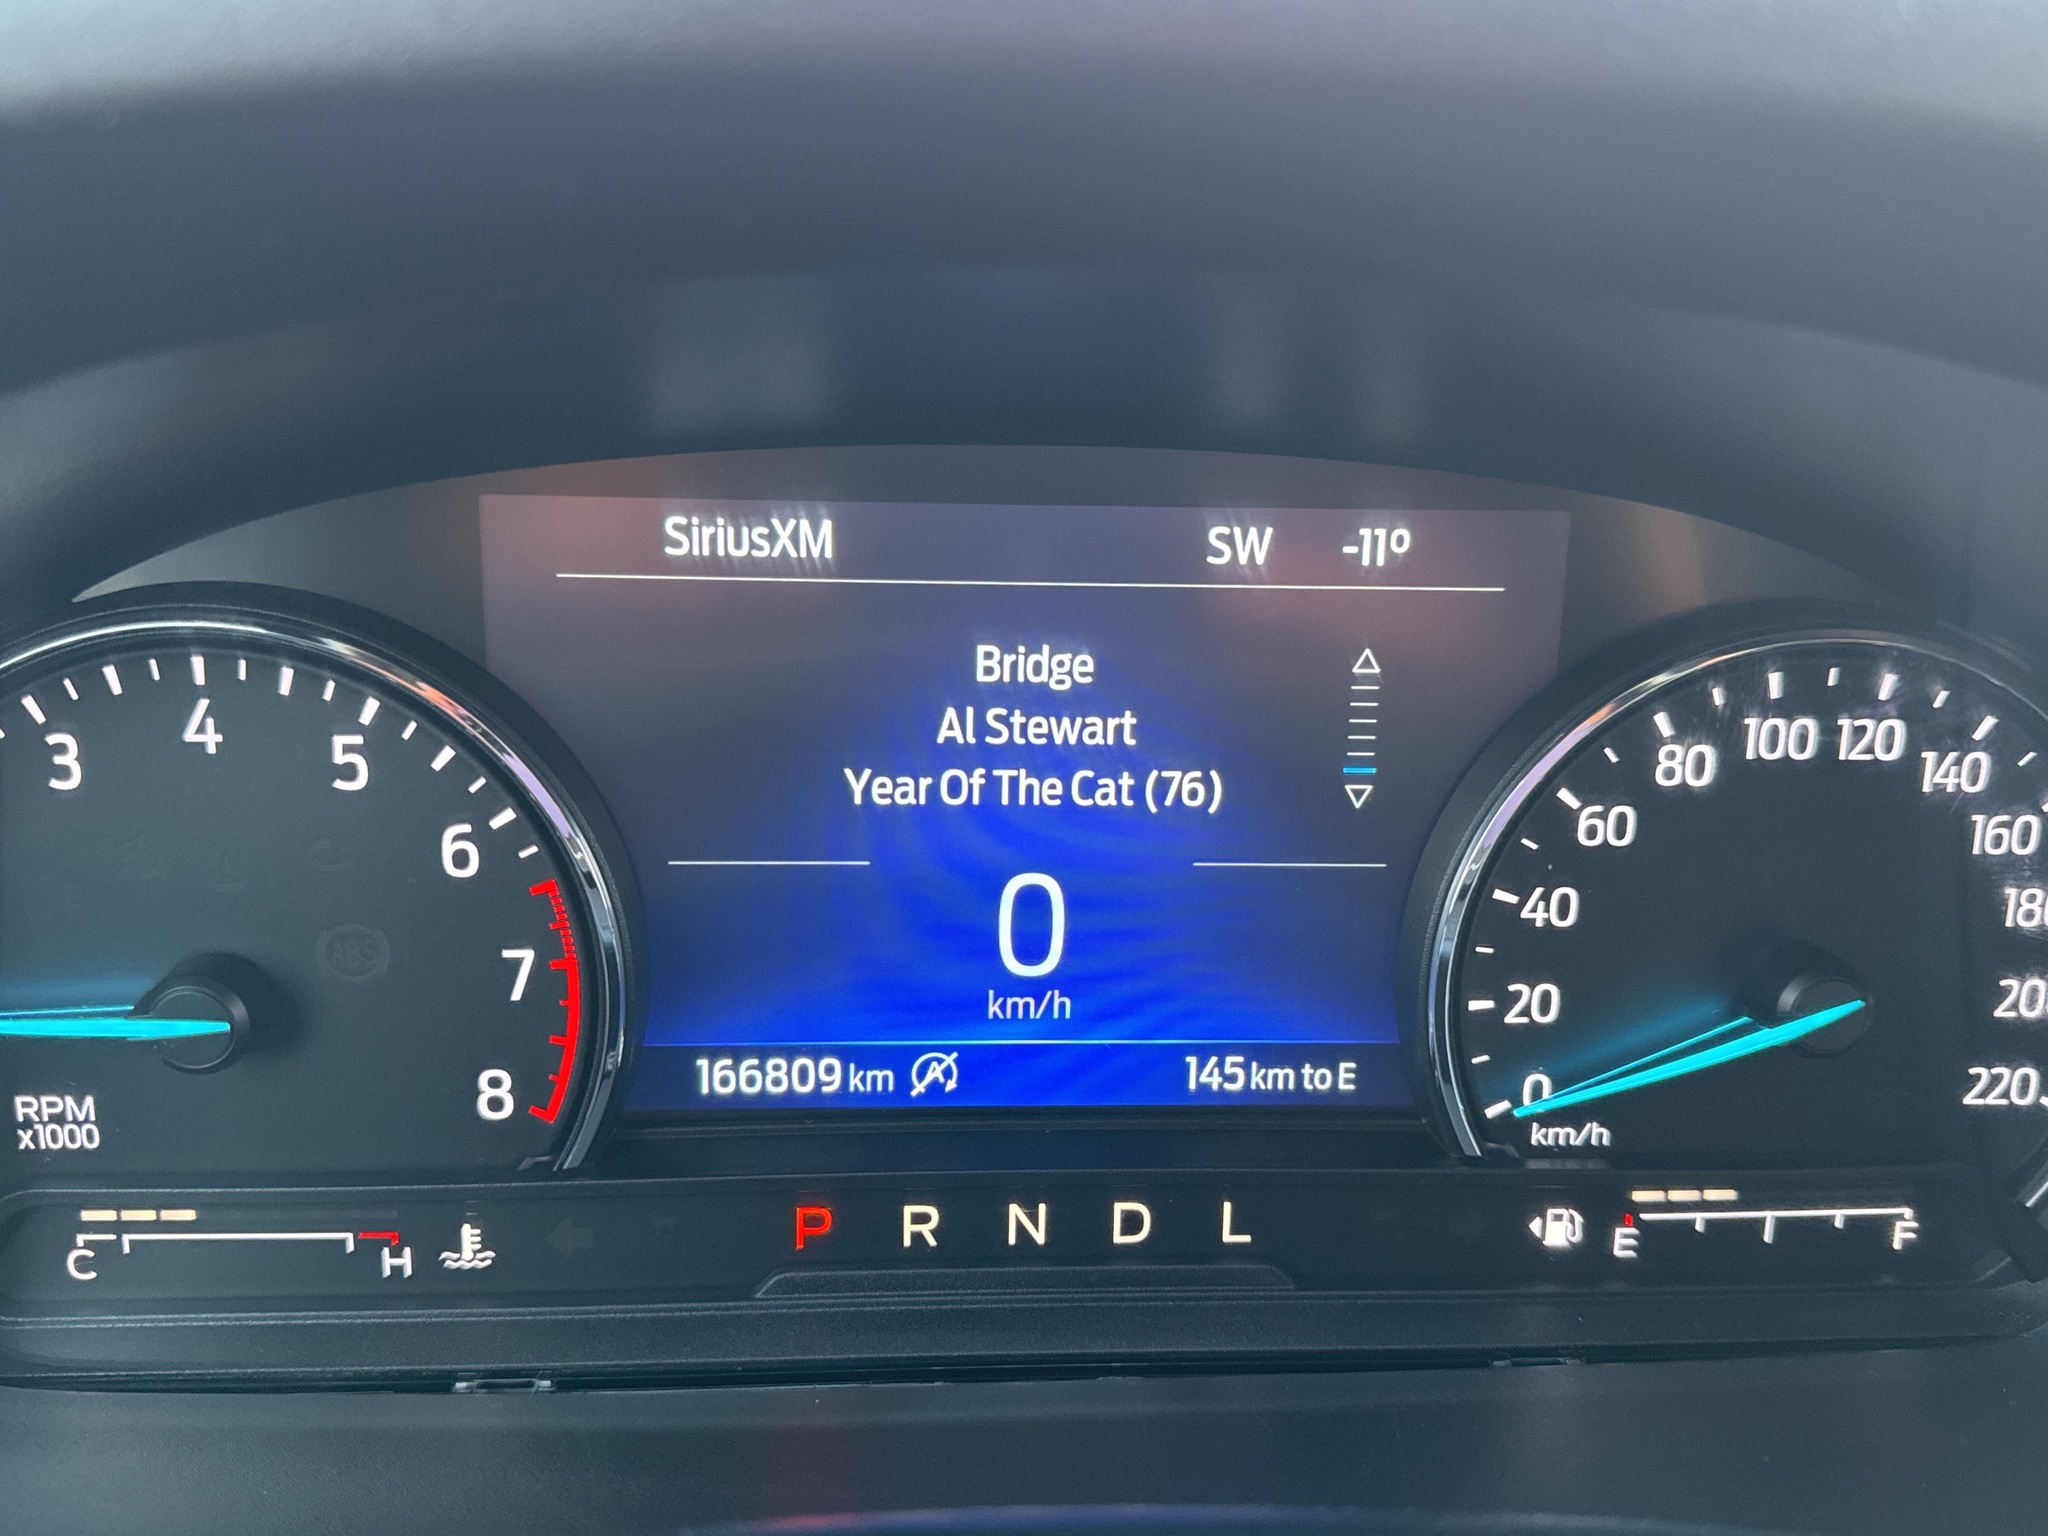 SiriusXM SW -11°
Bridge
Al Stewart
Year Of The Cat (76)
0
km/h
166809 km A 145 km to E
3 4 5 6 7 8
RPM
x1000
0 20 40 60 80 100 120 140 160 220
km/h
C H
P R N D L
E F
ABS